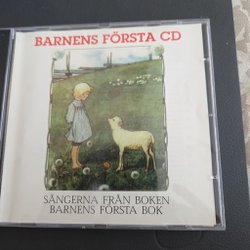 BARNENS FÖRSTA CD
SÅNGERNA FRÅN BOKEN
BARNENS FÖRSTA BOK